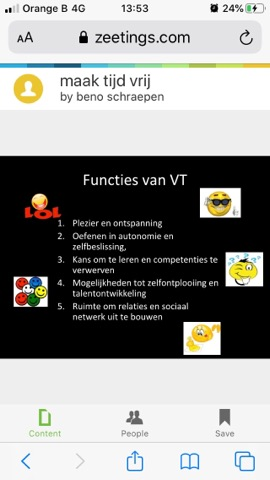 Orange B 4G 13:53 24%
AA zeetings.com
maak tijd vrij
by beno schraepen
Functies van VT
LOL
1. Plezier en ontspanning
2. Oefenen in autonomie en
zelfbeslissing,
3. Kans om te leren en competenties te
verwerven
4. Mogelijkheden tot zelfontplooiing en
talentontwikkeling
5. Ruimte om relaties en sociaal
netwerk uit te bouwen
Content People Save